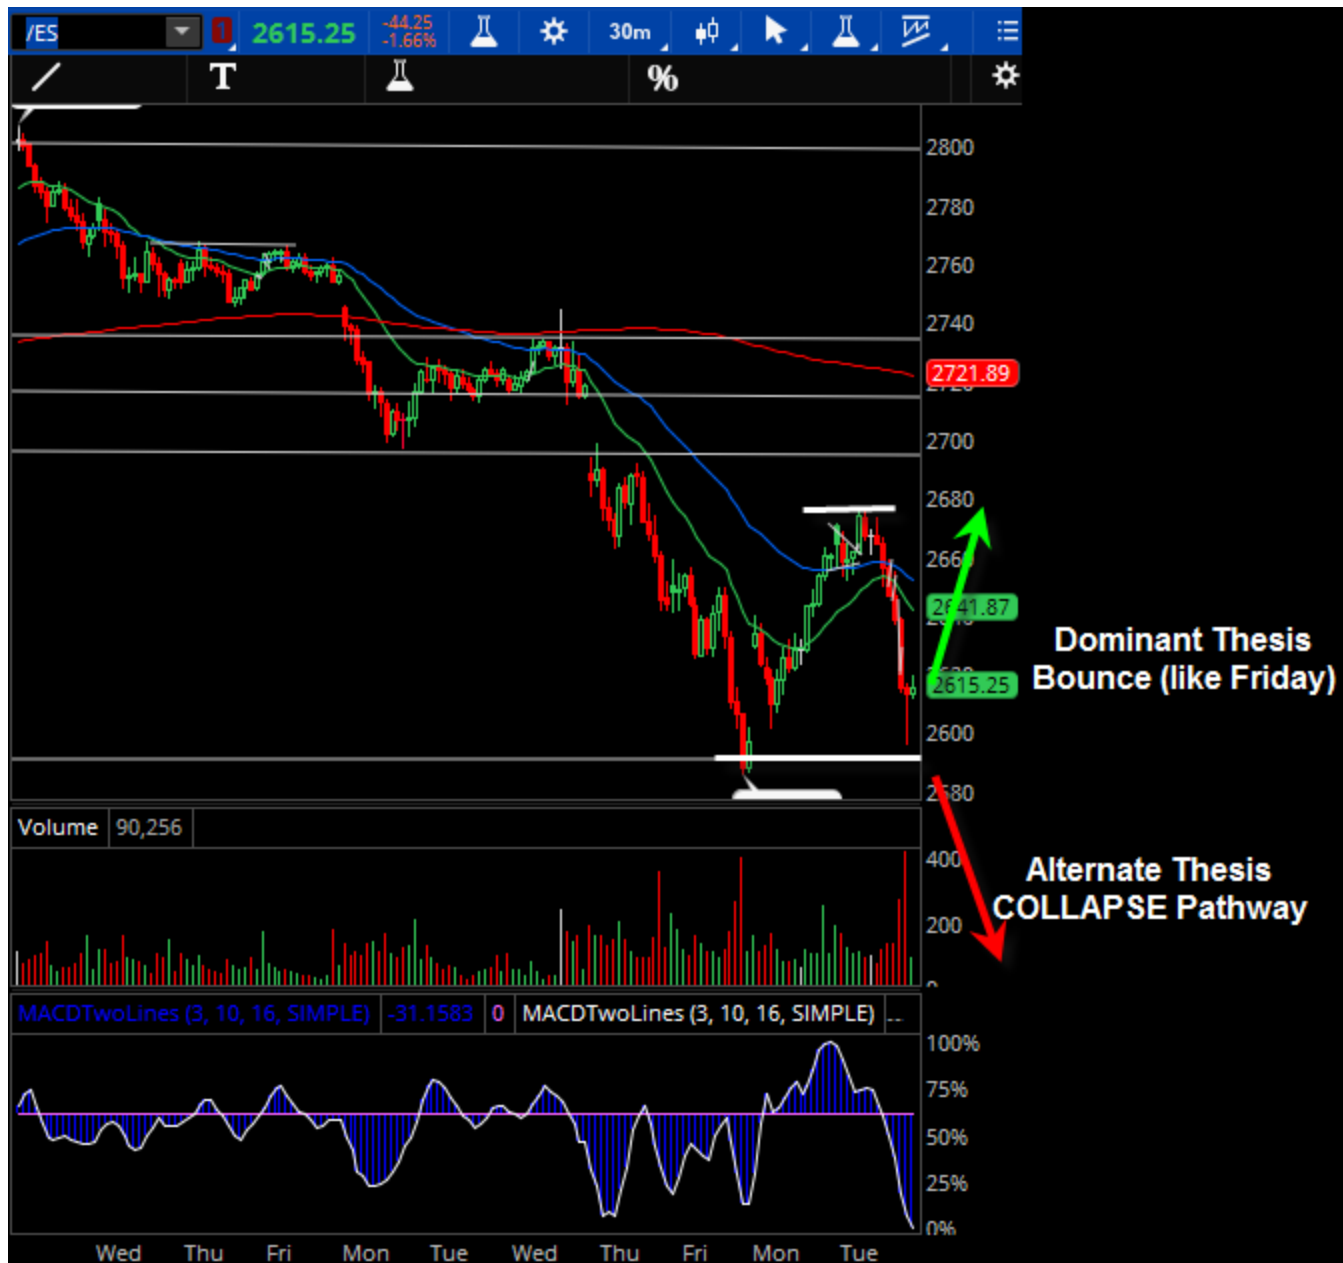 /ES 1 2615.25 -44.25 30m
-1.66%
T %
2800
2780
2760
2740
2721.89
2700
2680
2660
2641.87
Dominant Thesis
2615.25 Bounce (like Friday)
2600
2580
Volume 90,256
400
Alternate Thesis
COLLAPSE Pathway
200
0
MACDTwoLines (3, 10, 16, SIMPLE) -31.1583 0 MACDTwoLines (3, 10, 16, SIMPLE) ...
100%
75%
50%
25%
0%
Wed Thu Fri Mon Tue Wed Thu Fri Mon Tue